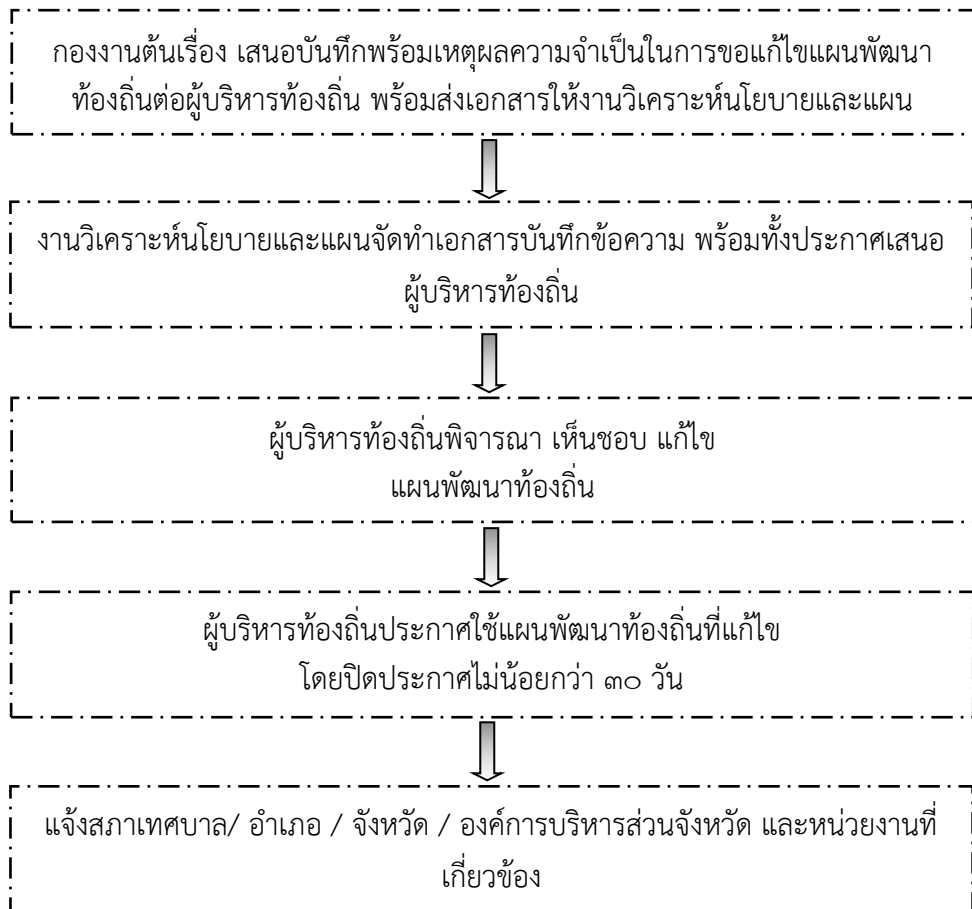 กองงานต้นเรื่อง เสนอบันทึกพร้อมเหตุผลความจำเป็นในการขอแก้ไขแผนพัฒนา
ท้องถิ่นต่อผู้บริหารท้องถิ่น พร้อมส่งเอกสารให้งานวิเคราะห์นโยบายและแผน
งานวิเคราะห์นโยบายและแผนจัดทำเอกสารบันทึกข้อความ พร้อมทั้งประกาศเสนอ
ผู้บริหารท้องถิ่น
ผู้บริหารท้องถิ่นพิจารณา เห็นชอบ แก้ไข
แผนพัฒนาท้องถิ่น
ผู้บริหารท้องถิ่นประกาศใช้แผนพัฒนาท้องถิ่นที่แก้ไข
โดยปิดประกาศไม่น้อยกว่า ๓๐ วัน
แจ้งสภาเทศบาล/ อำเภอ / จังหวัด / องค์การบริหารส่วนจังหวัด และหน่วยงานที่
เกี่ยวข้อง